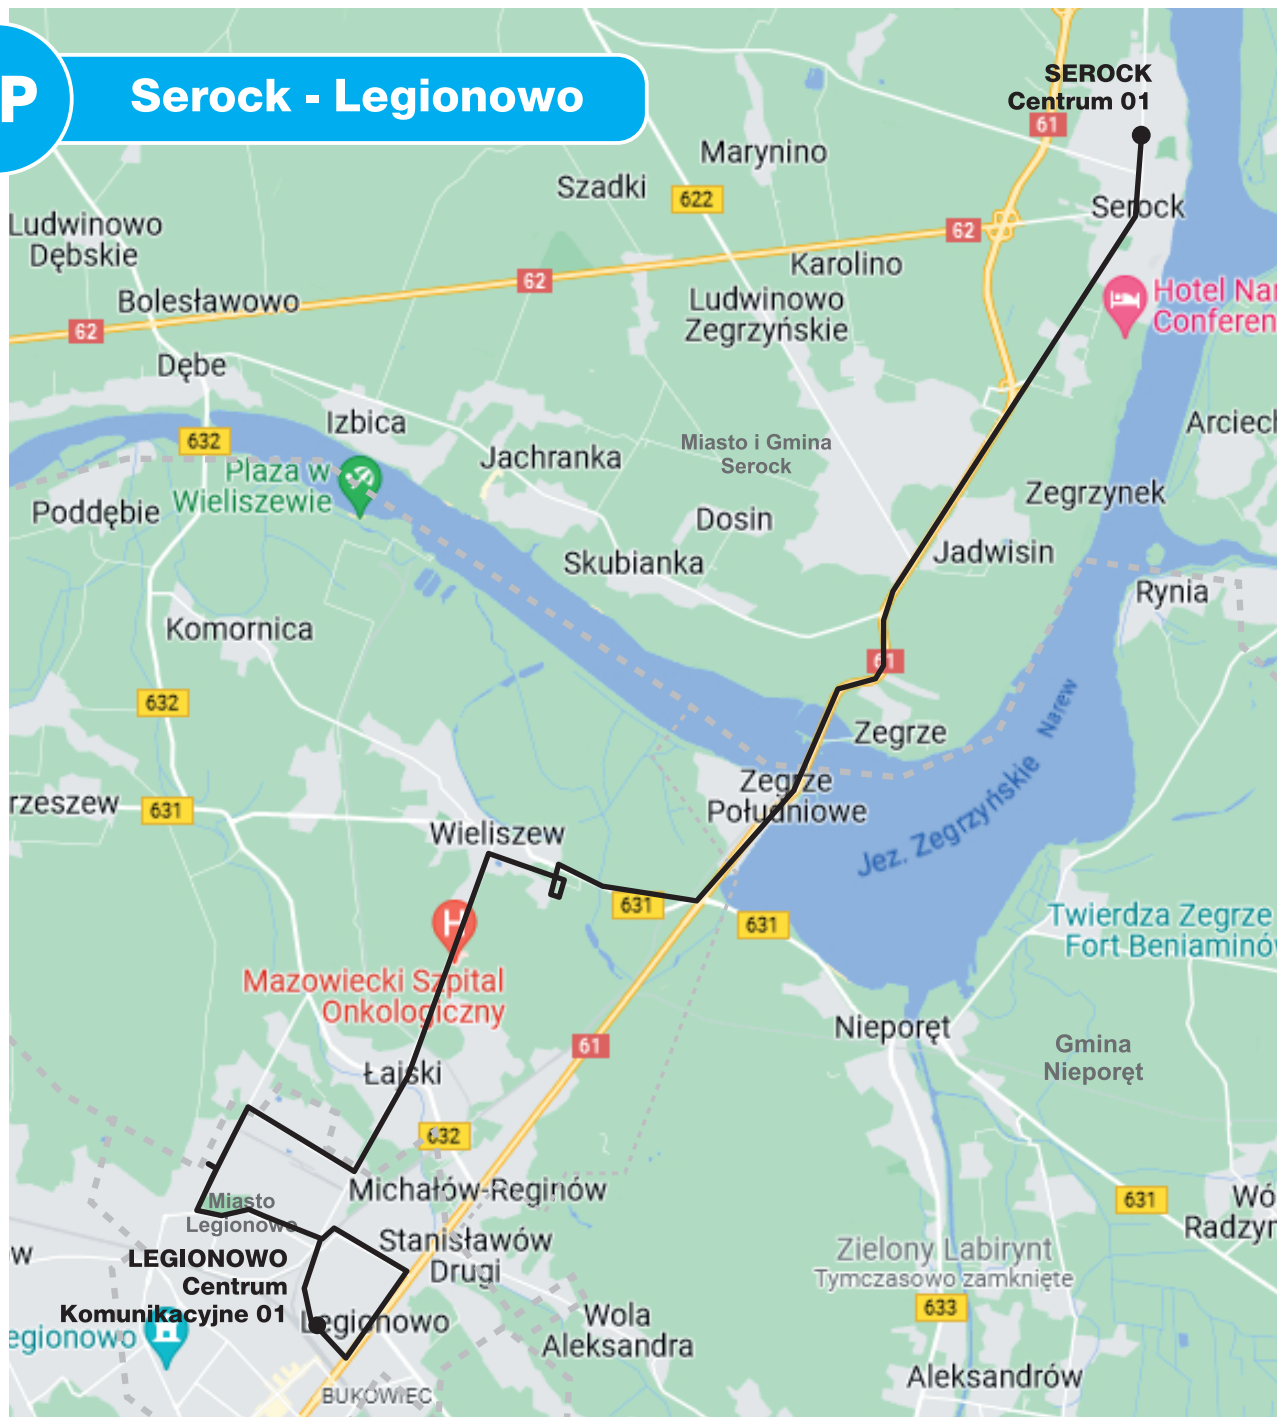 P
Serock - Legionowo
SEROCK
Centrum 01
61
Marynino
Szadki
622
Serock
Ludwinowo
Dębskie
62
Karolino
62
Bolesławowo
Ludwinowo
Zegrzyńskie
Hotel Nar
Conferen
62
Dębe
Izbica
Arciech
632
Miasto i Gmina
Serock
Jachranka
Plaża w
Wieliszewie
Zegrzynek
Poddębie
Dosin
Jadwisin
Skubianka
Rynia
Komornica
61
632
Narew
Zegrze
Zegrze
Południowe
rzeszew
631
Wieliszew
Jez. Zegrzyńskie
631
631
Twierdza Zegrze
Fort Beniaminów
H
Mazowiecki Szpital
Onkologiczny
Nieporęt
61
Gmina
Nieporęt
Łajski
632
Michałów-Reginów
631
Miasto
Legionowo
Wó
Radzyr
Stanisławów
Drugi
w
LEGIONOWO
Centrum
Komunikacyjne 01
Zielony Labirynt
Tymczasowo zamknięte
633
Legionowo
Wola
Aleksandra
egionowo
Aleksandrów
BUKOWIEC